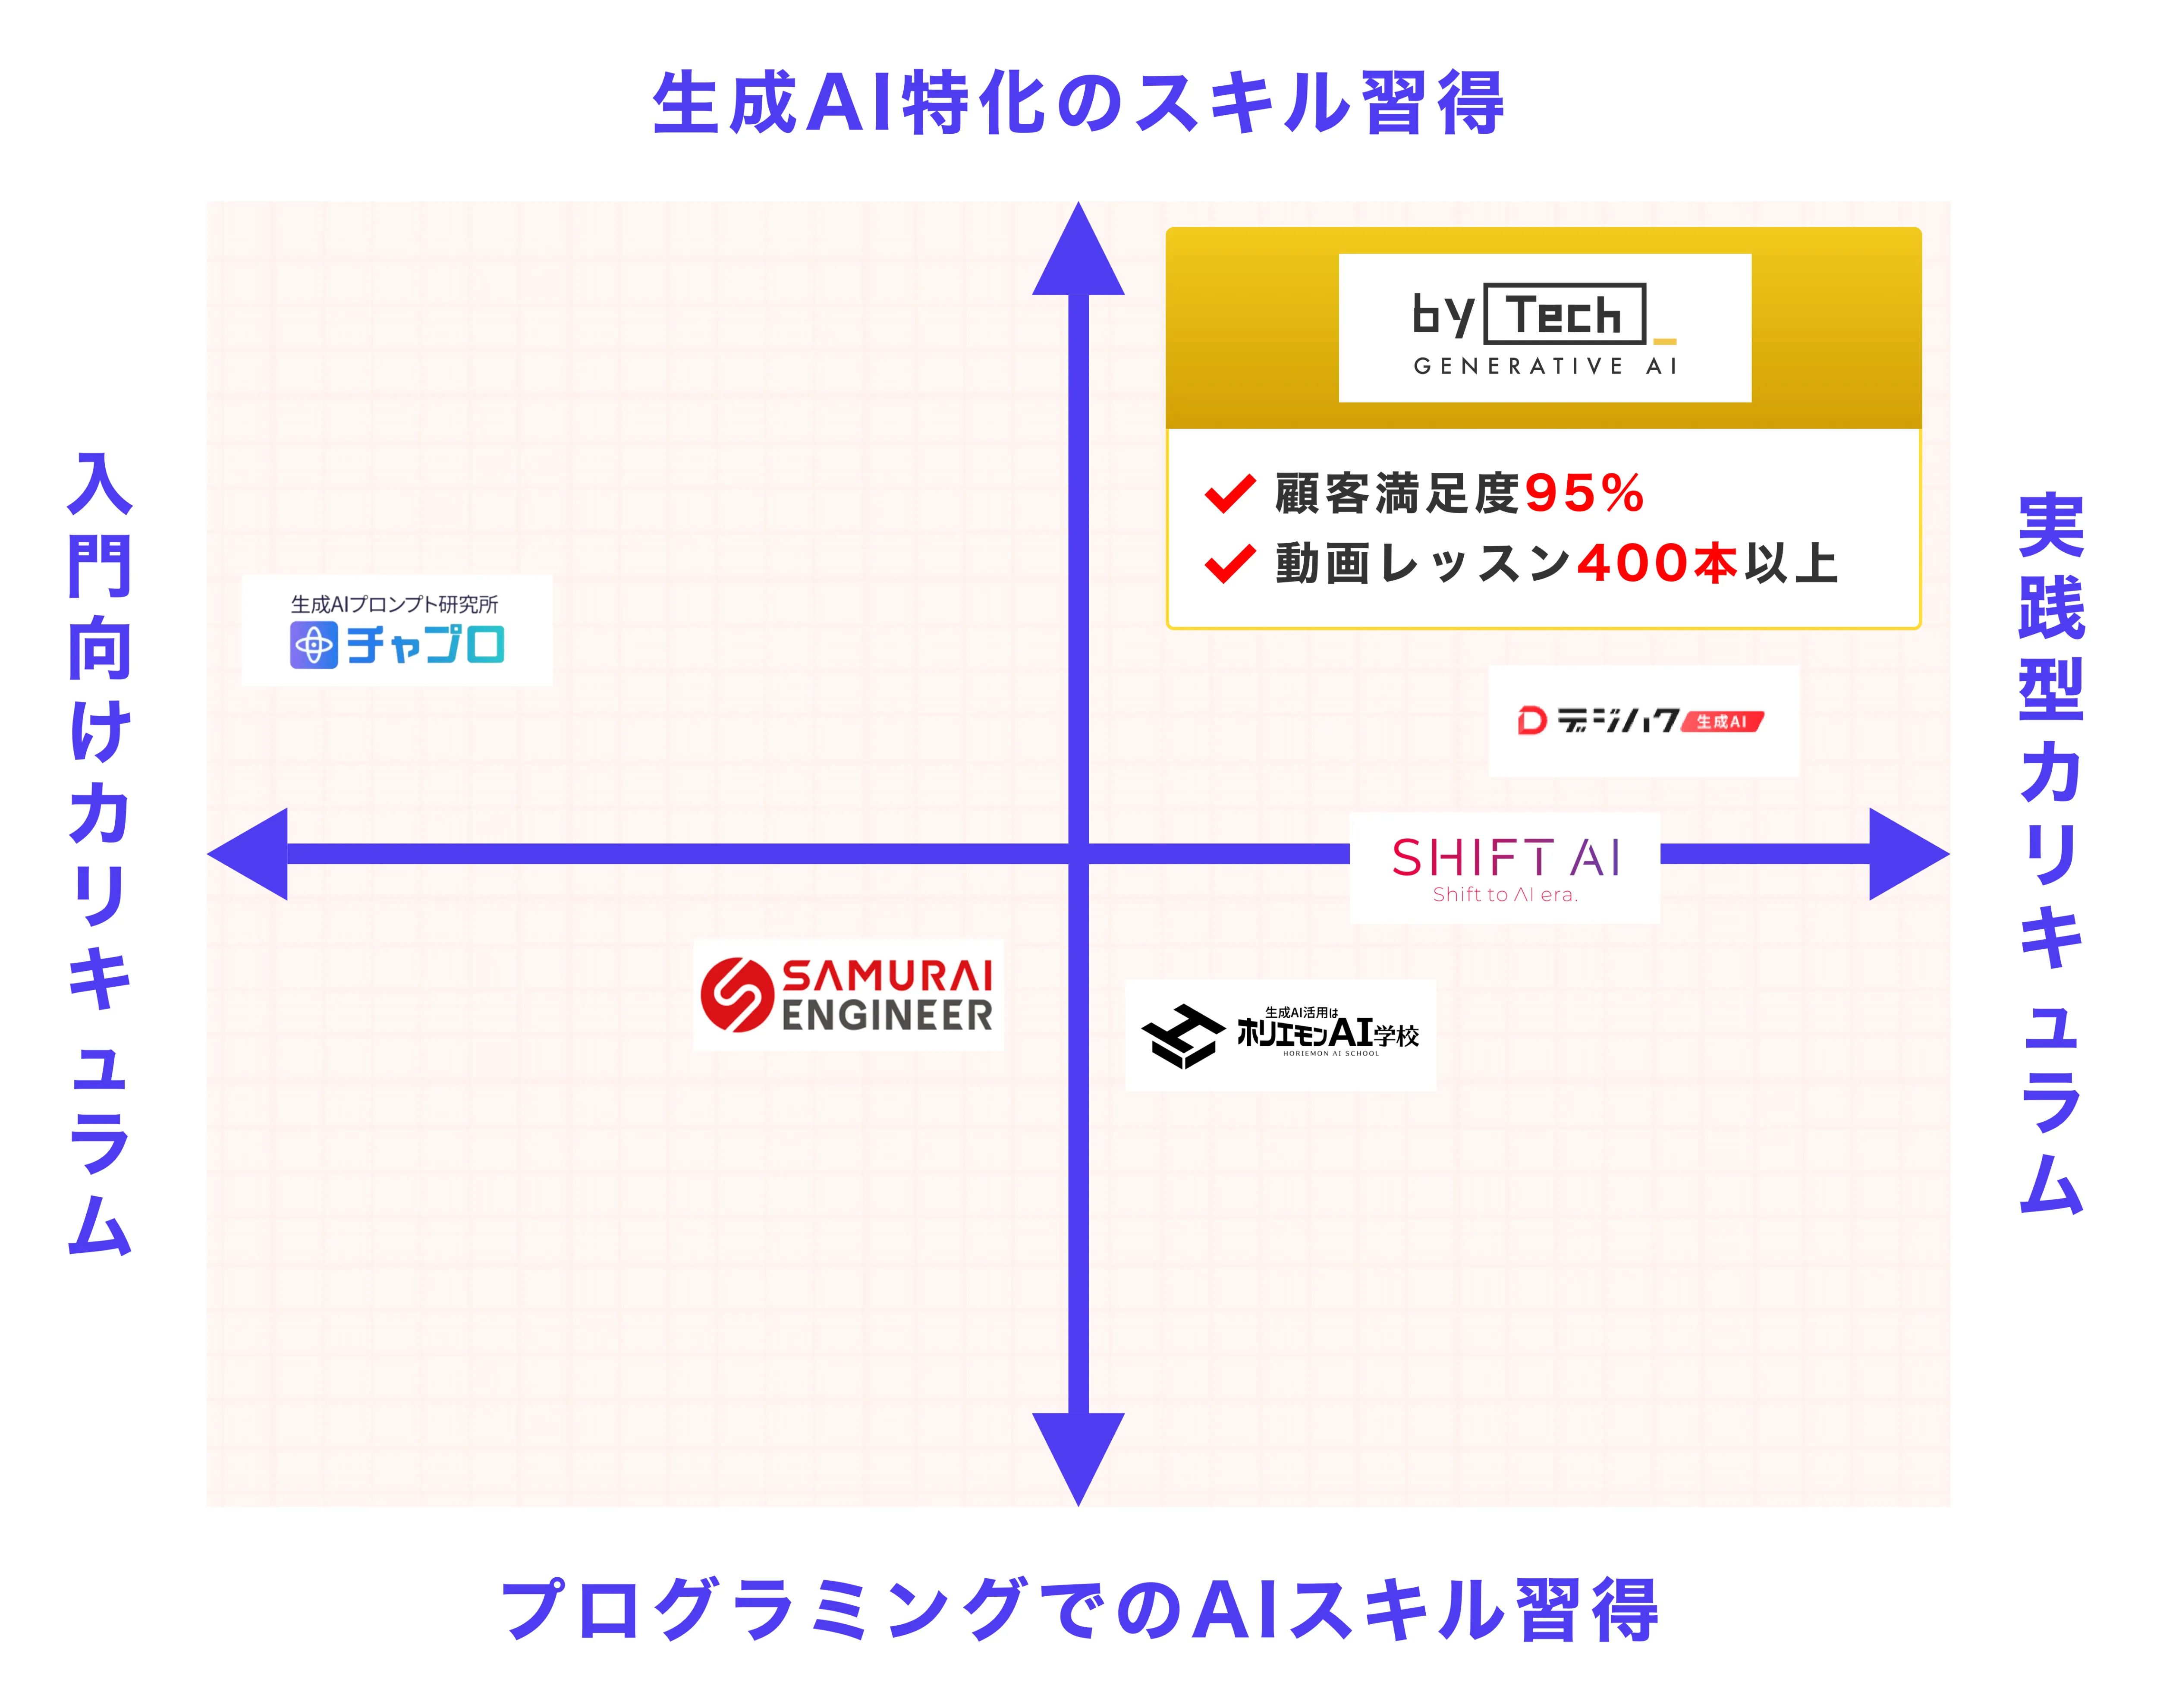 生成AI特化のスキル習得
by Tech_
GENERATIVE AI
顧客満足度95%
動画レッスン400本以上
入門向けカリキュラム
実践型カリキュラム
生成AIプロンプト研究所
チャプロ
デジハク 生成AI
SHIFT AI
Shift to AI era.
SAMURAI
ENGINEER
生成AI活用は
ホリエモンAI学校
HORIEMON AI SCHOOL
プログラミングでのAIスキル習得